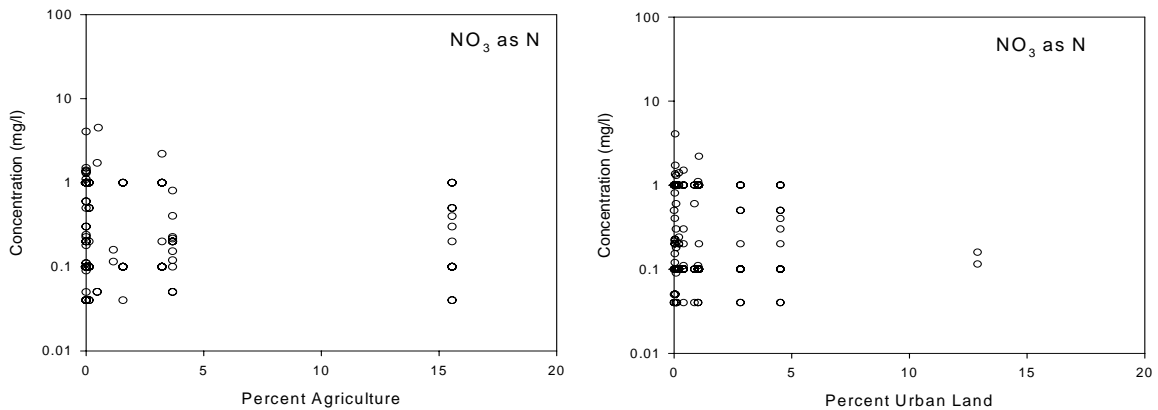 100
10
1
0.1
0.01
Concentration (mg/l)
NO3 as N
0 5 10 15 20
Percent Agriculture
100
10
1
0.1
0.01
Concentration (mg/l)
NO3 as N
0 5 10 15 20
Percent Urban Land